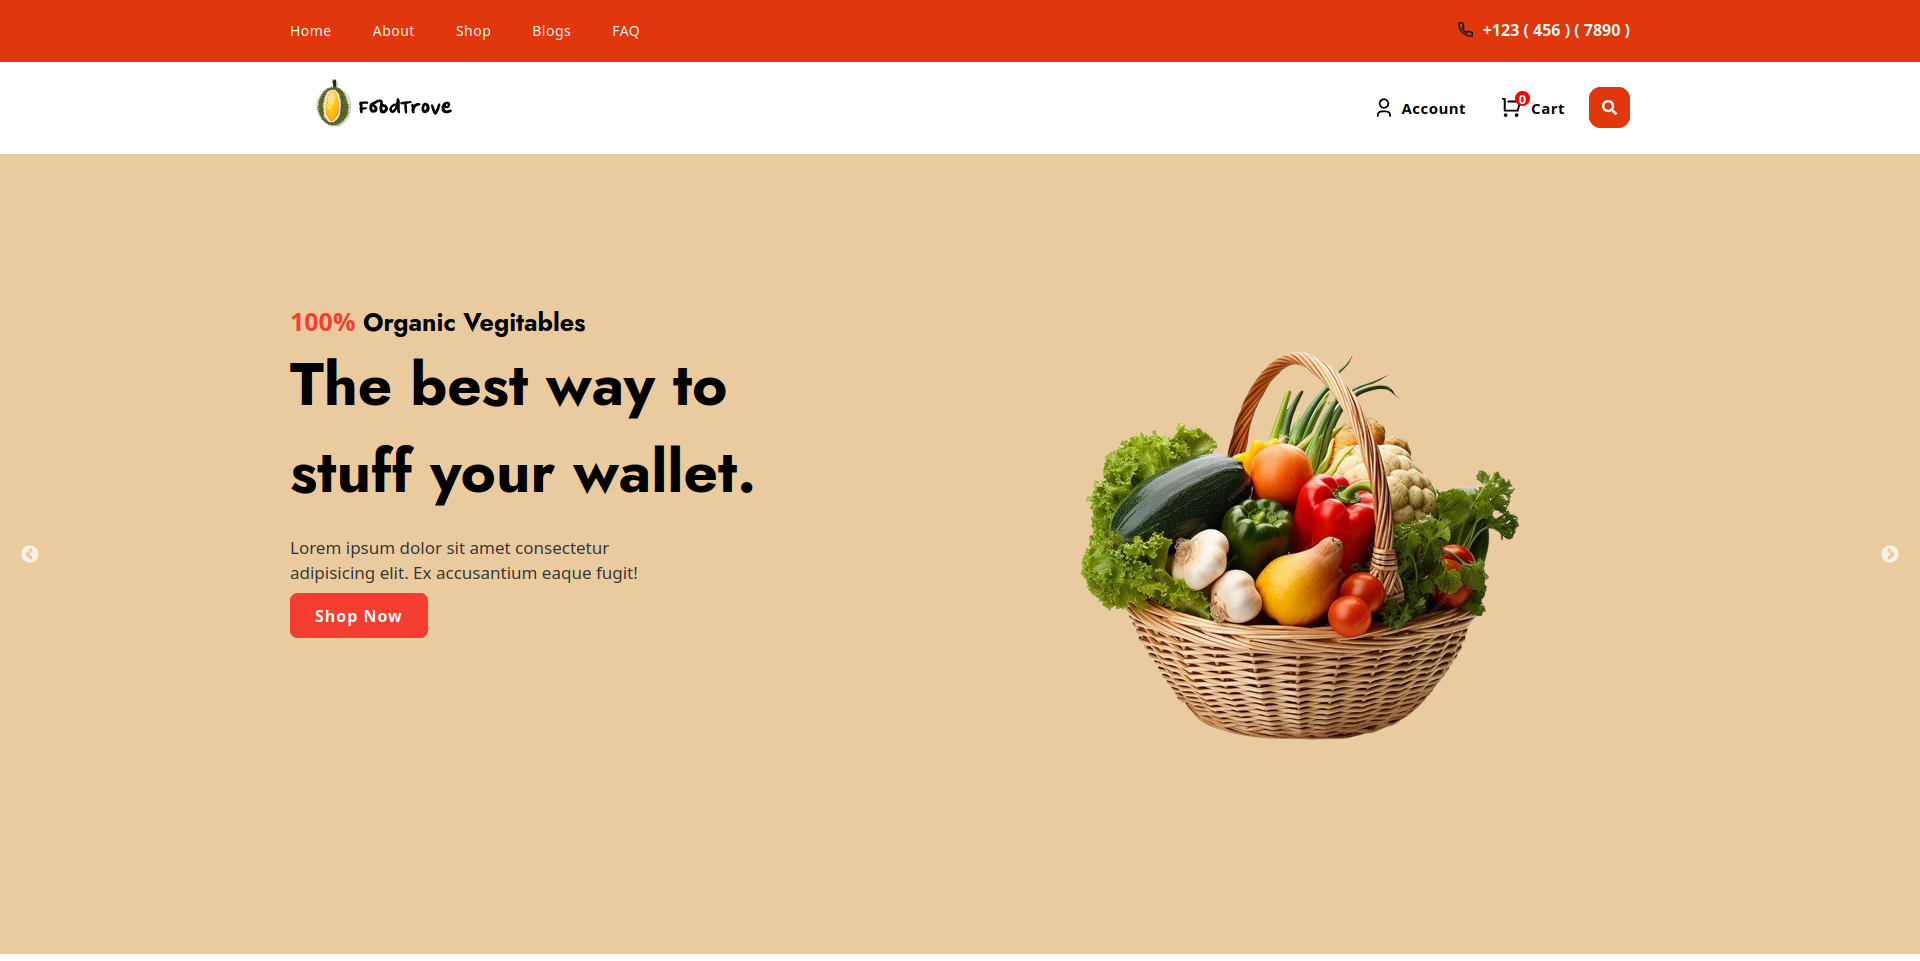 Home About Shop Blogs FAQ +123 ( 456 ) ( 7890 )
FoodTrove Account 0 Cart
100% Organic Vegitables
The best way to
stuff your wallet.
Lorem ipsum dolor sit amet consectetur
adipisicing elit. Ex accusantium eaque fugit!
Shop Now